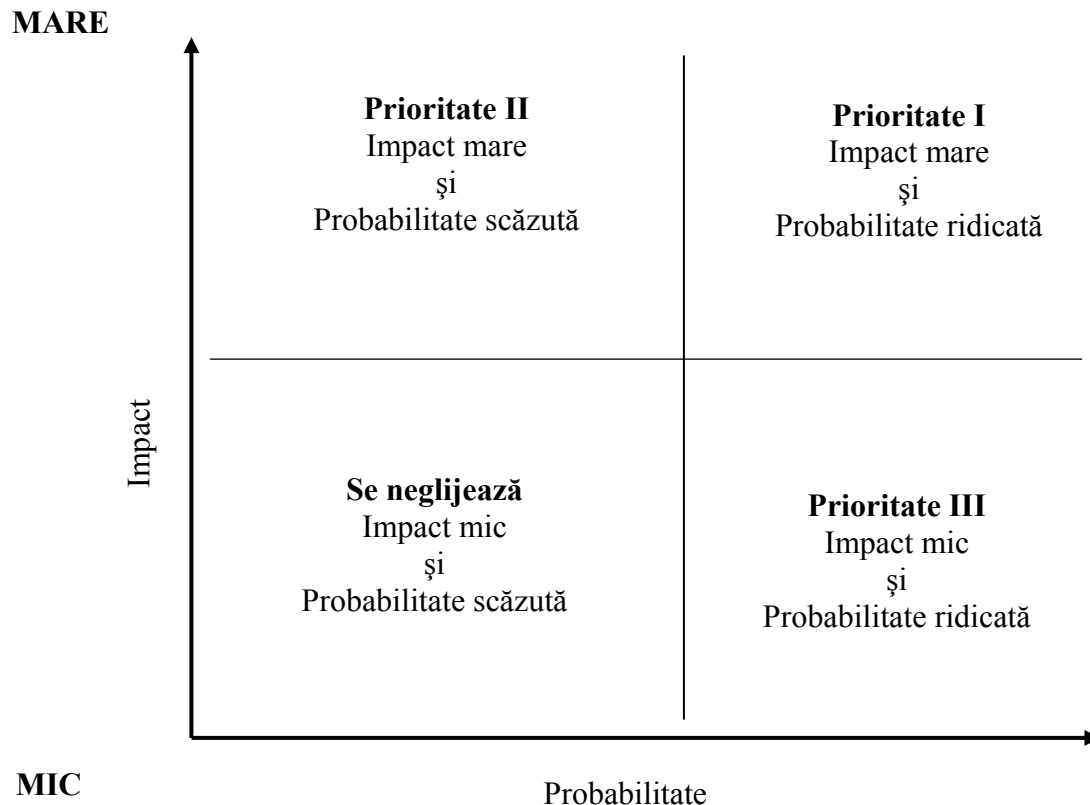 MARE
Prioritate II
Impact mare
şi
Probabilitate scăzută
Prioritate I
Impact mare
şi
Probabilitate ridicată
Impact
Se neglijează
Impact mic
şi
Probabilitate scăzută
Prioritate III
Impact mic
şi
Probabilitate ridicată
MIC
Probabilitate